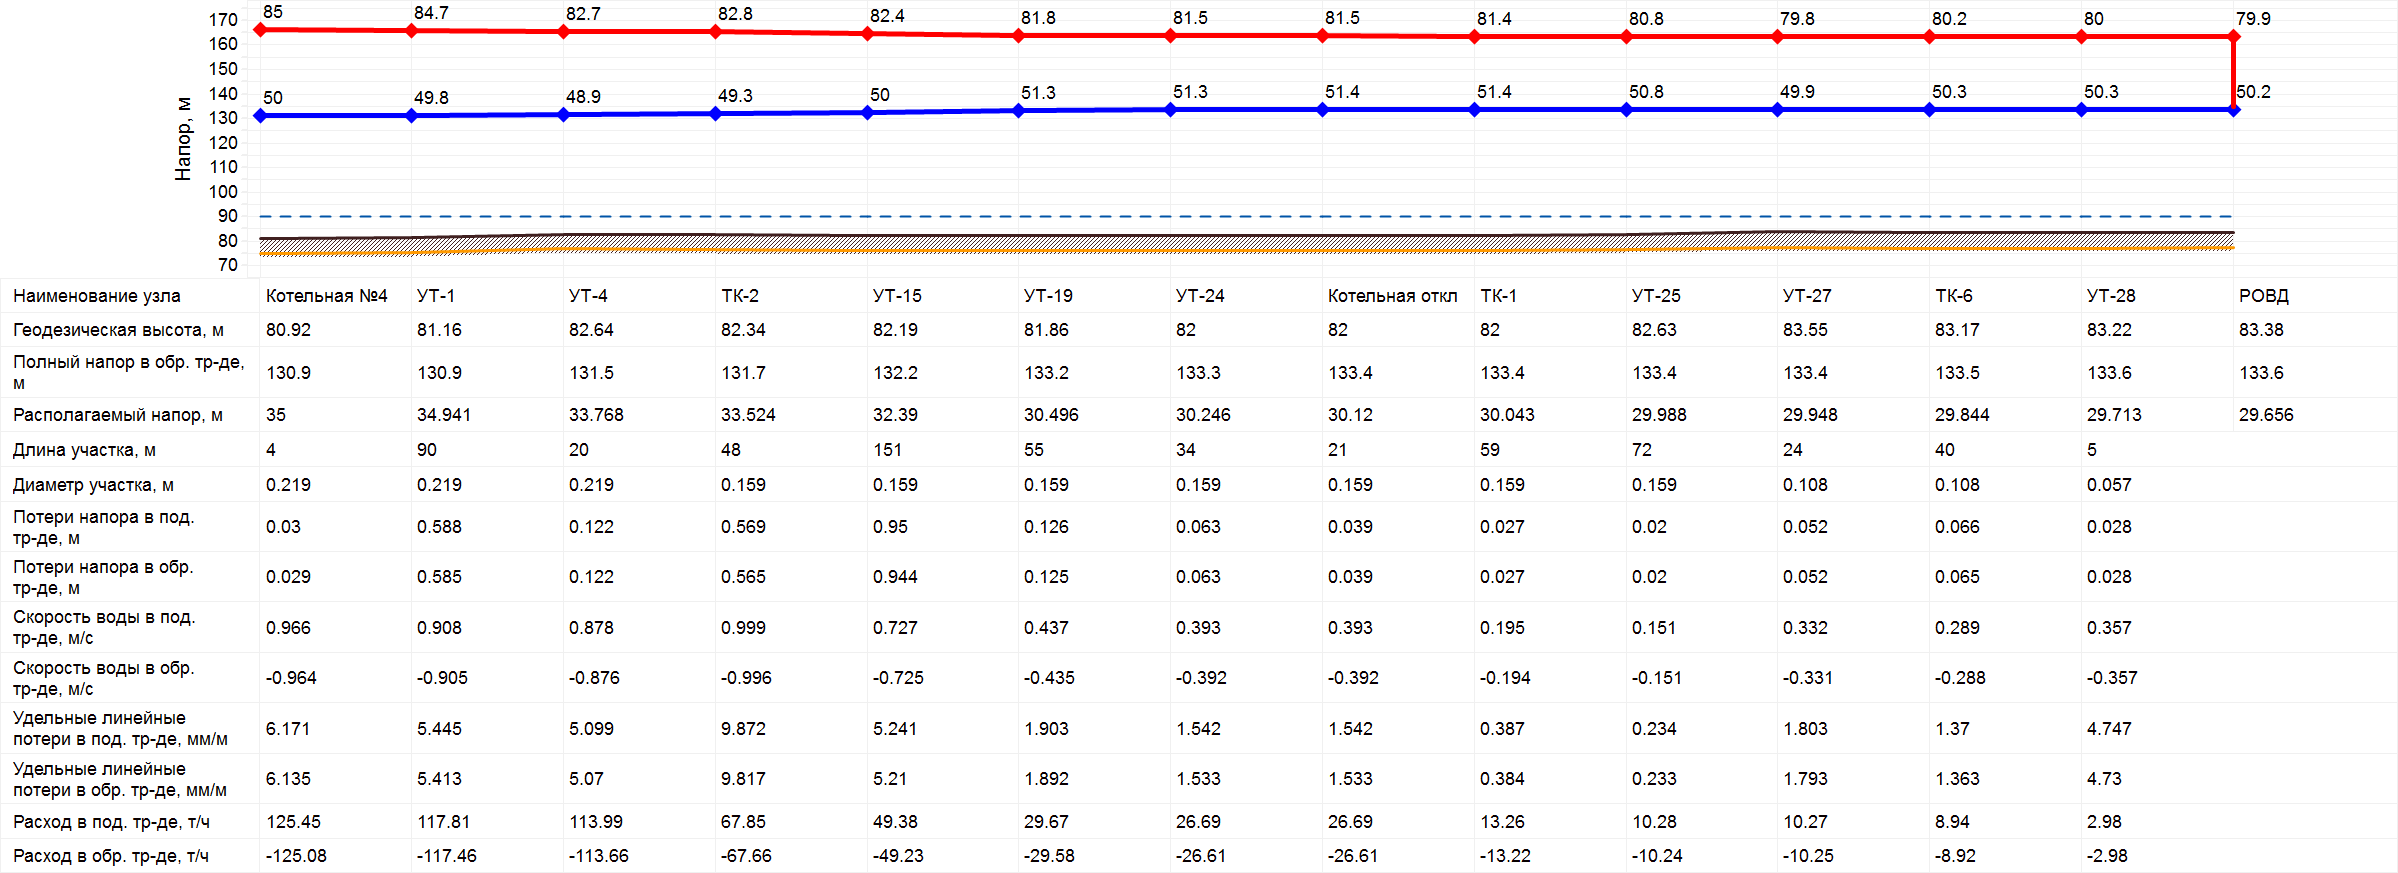 170
160
150
140
130
120
110
100
90
80
70
Напор, м
85 84.7 82.7 82.8 82.4 81.8 81.5 81.5 81.4 80.8 79.8 80.2 80 79.9
50 49.8 48.9 49.3 50 51.3 51.3 51.4 51.4 50.8 49.9 50.3 50.3 50.2
Наименование узла Котельная №4 УТ-1 УТ-4 ТК-2 УТ-15 УТ-19 УТ-24 Котельная откл ТК-1 УТ-25 УТ-27 ТК-6 УТ-28 РОВД
Геодезическая высота, м 80.92 81.16 82.64 82.34 82.19 81.86 82 82 82 82.63 83.55 83.17 83.22 83.38
Полный напор в обр. тр-де,
м 130.9 130.9 131.5 131.7 132.2 133.2 133.3 133.4 133.4 133.4 133.4 133.5 133.6 133.6
Располагаемый напор, м 35 34.941 33.768 33.524 32.39 30.496 30.246 30.12 30.043 29.988 29.948 29.844 29.713 29.656
Длина участка, м 4 90 20 48 151 55 34 21 59 72 24 40 5
Диаметр участка, м 0.219 0.219 0.219 0.159 0.159 0.159 0.159 0.159 0.159 0.159 0.108 0.108 0.057
Потери напора в под.
тр-де, м 0.03 0.588 0.122 0.569 0.95 0.126 0.063 0.039 0.027 0.02 0.052 0.066 0.028
Потери напора в обр.
тр-де, м 0.029 0.585 0.122 0.565 0.944 0.125 0.063 0.039 0.027 0.02 0.052 0.065 0.028
Скорость воды в под.
тр-де, м/с 0.966 0.908 0.878 0.999 0.727 0.437 0.393 0.393 0.195 0.151 0.332 0.289 0.357
Скорость воды в обр.
тр-де, м/с -0.964 -0.905 -0.876 -0.996 -0.725 -0.435 -0.392 -0.392 -0.194 -0.151 -0.331 -0.288 -0.357
Удельные линейные
потери в под. тр-де, мм/м 6.171 5.445 5.099 9.872 5.241 1.903 1.542 1.542 0.387 0.234 1.803 1.37 4.747
Удельные линейные
потери в обр. тр-де, мм/м 6.135 5.413 5.07 9.817 5.21 1.892 1.533 1.533 0.384 0.233 1.793 1.363 4.73
Расход в под. тр-де, т/ч 125.45 117.81 113.99 67.85 49.38 29.67 26.69 26.69 13.26 10.28 10.27 8.94 2.98
Расход в обр. тр-де, т/ч -125.08 -117.46 -113.66 -67.66 -49.23 -29.58 -26.61 -26.61 -13.22 -10.24 -10.25 -8.92 -2.98